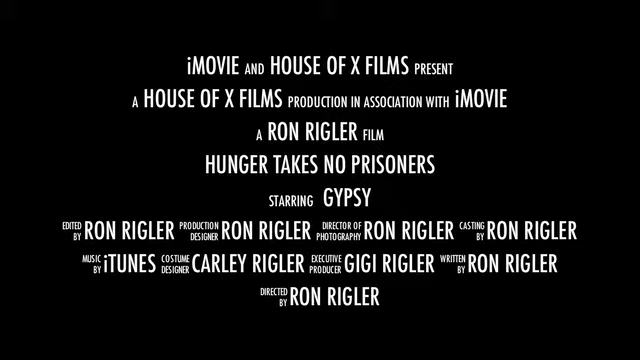 iMOVIE AND HOUSE OF X FILMS PRESENT
A HOUSE OF X FILMS PRODUCTION IN ASSOCIATION WITH iMOVIE
A RON RIGLER FILM
HUNGER TAKES NO PRISONERS
STARRING GYPSY
EDITED BY RON RIGLER PRODUCTION DESIGNER RON RIGLER DIRECTOR OF PHOTOGRAPHY RON RIGLER CASTING BY RON RIGLER
MUSIC BY iTUNES COSTUME DESIGNER CARLEY RIGLER EXECUTIVE PRODUCER GIGI RIGLER WRITTEN BY RON RIGLER
DIRECTED BY RON RIGLER